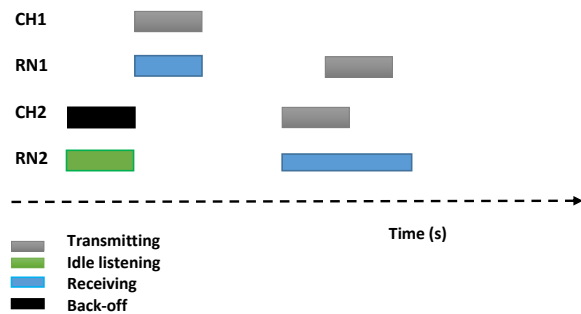 CH1
RN1
CH2
RN2
Time (s)
Transmitting
Idle listening
Receiving
Back-off